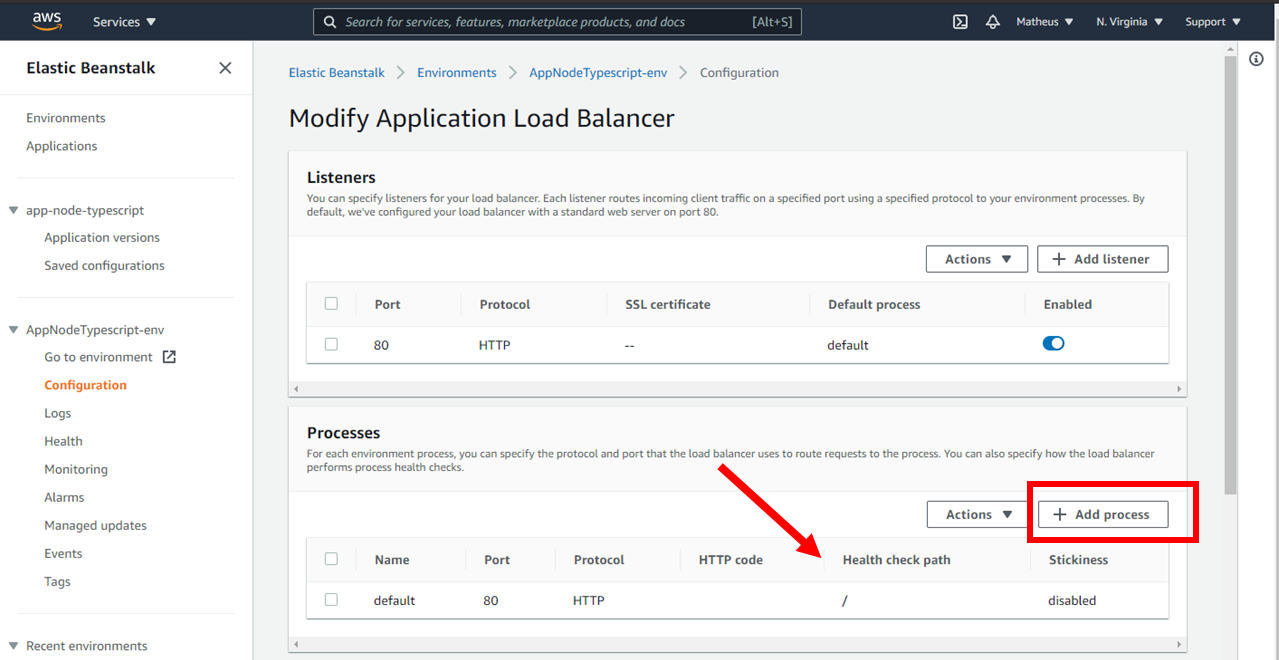 aws
Services ▼
Search for services, features, marketplace products, and docs [Alt+S]
Matheus ▼
N. Virginia ▼
Support ▼
Elastic Beanstalk
Environments
Applications
app-node-typescript
Application versions
Saved configurations
AppNodeTypescript-env
Go to environment
Configuration
Logs
Health
Monitoring
Alarms
Managed updates
Events
Tags
Recent environments
Elastic Beanstalk > Environments > AppNodeTypescript-env > Configuration
Modify Application Load Balancer
Listeners
You can specify listeners for your load balancer. Each listener routes incoming client traffic on a specified port using a specified protocol to your environment processes. By
default, we've configured your load balancer with a standard web server on port 80.
Actions ▼ + Add listener
Port Protocol SSL certificate Default process Enabled
80 HTTP -- default
Processes
For each environment process, you can specify the protocol and port that the load balancer uses to route requests to the process. You can also specify how the load balancer
performs process health checks.
Actions ▼ + Add process
Name Port Protocol HTTP code Health check path Stickiness
default 80 HTTP / disabled